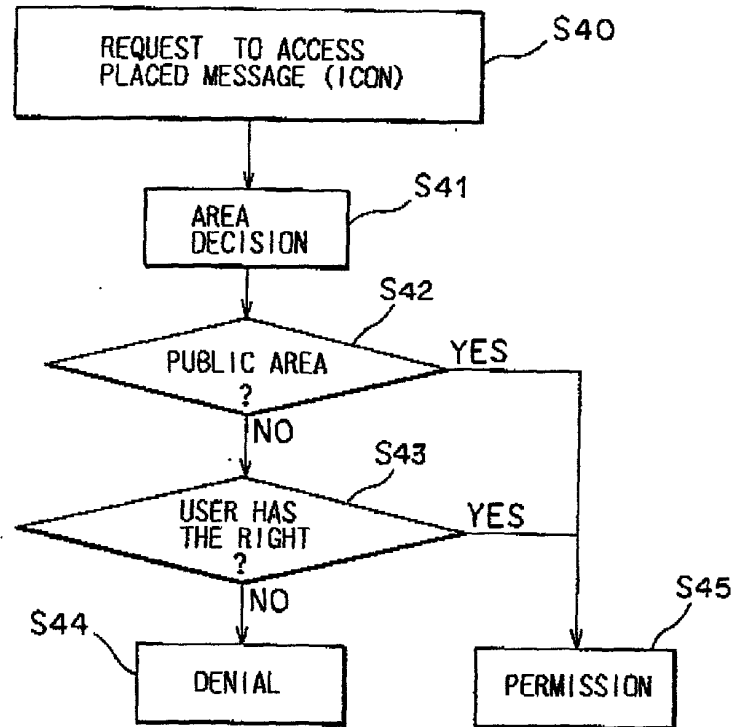 REQUEST TO ACCESS
PLACED MESSAGE (ICON)
S40
AREA
DECISION
S41
S42
PUBLIC AREA
?
YES
NO
S43
USER HAS
THE RIGHT
?
YES
NO
S44
DENIAL
S45
PERMISSION